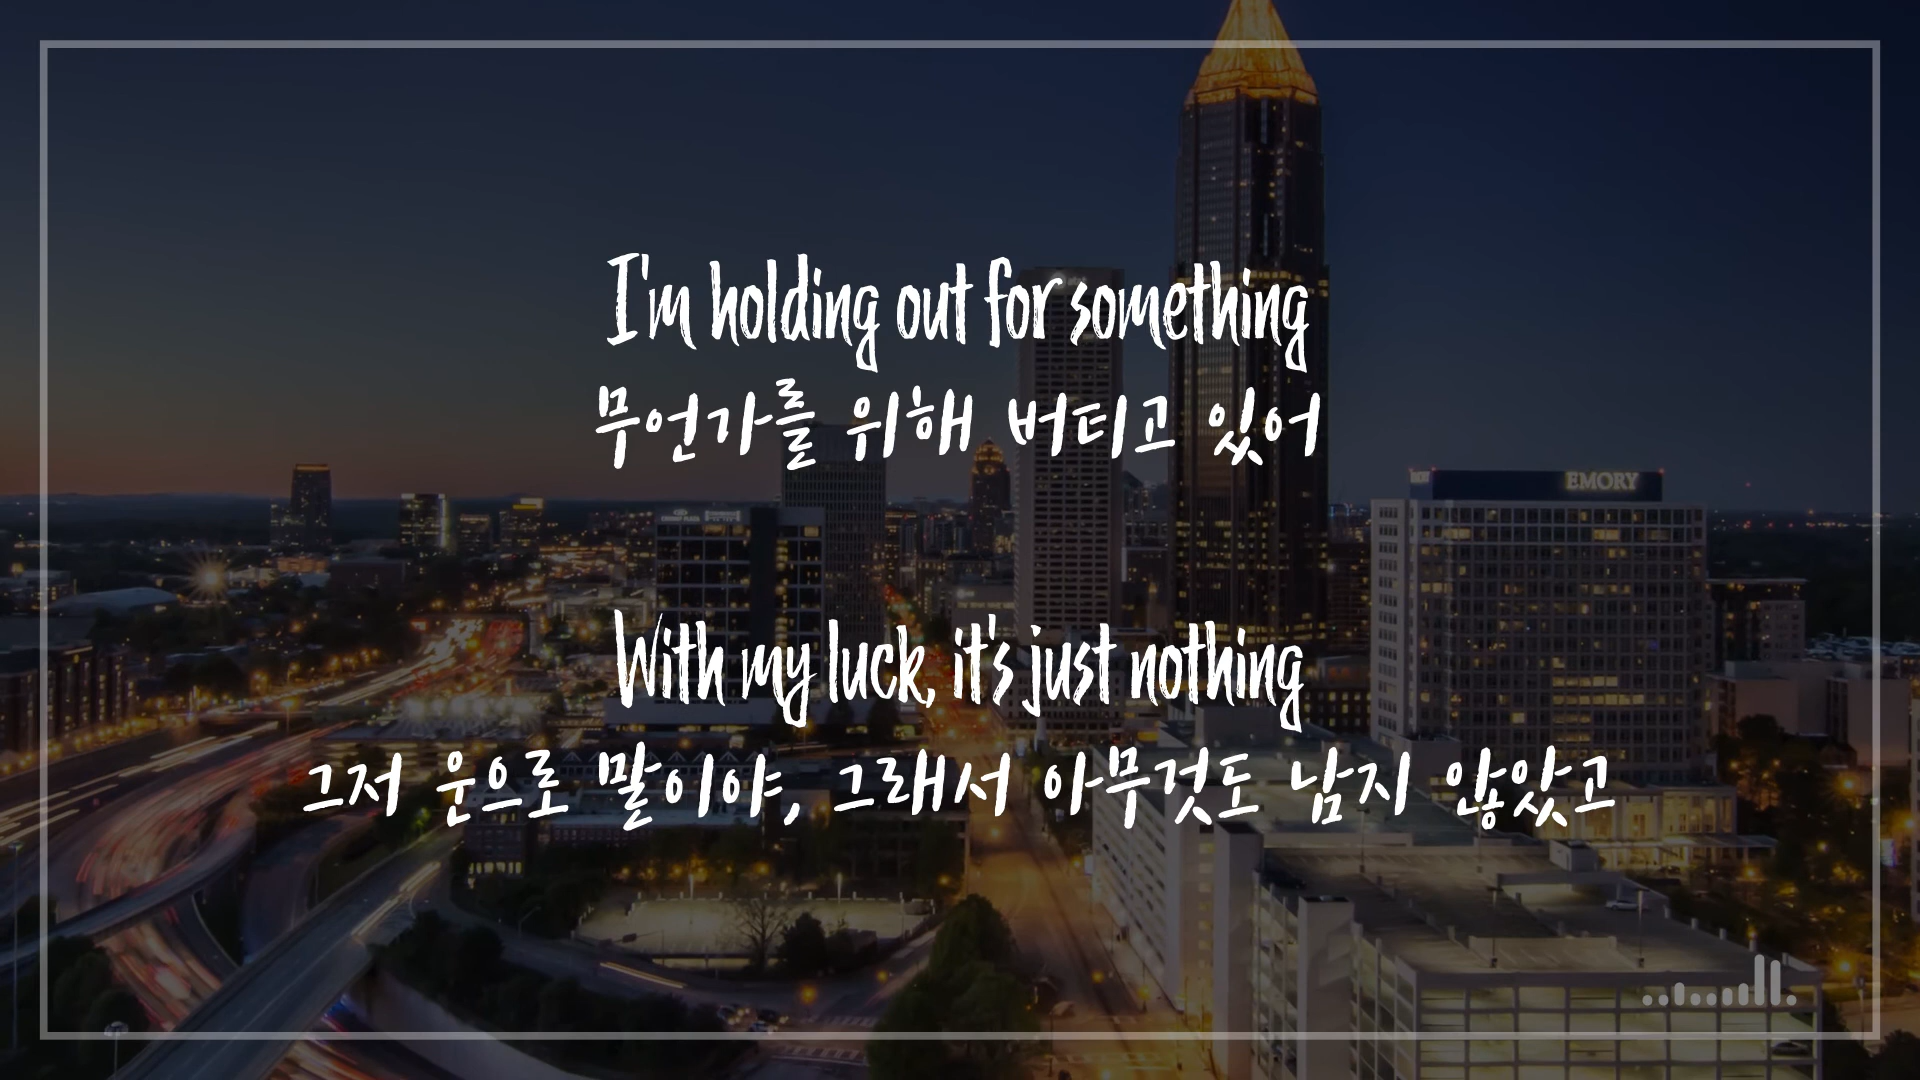 I'm holding out for something
무언가를 위해 버티고 있어
EMORY
With my luck, it's just nothing
그저 운으로 말이야, 그래서 아무것도 남지 않았고